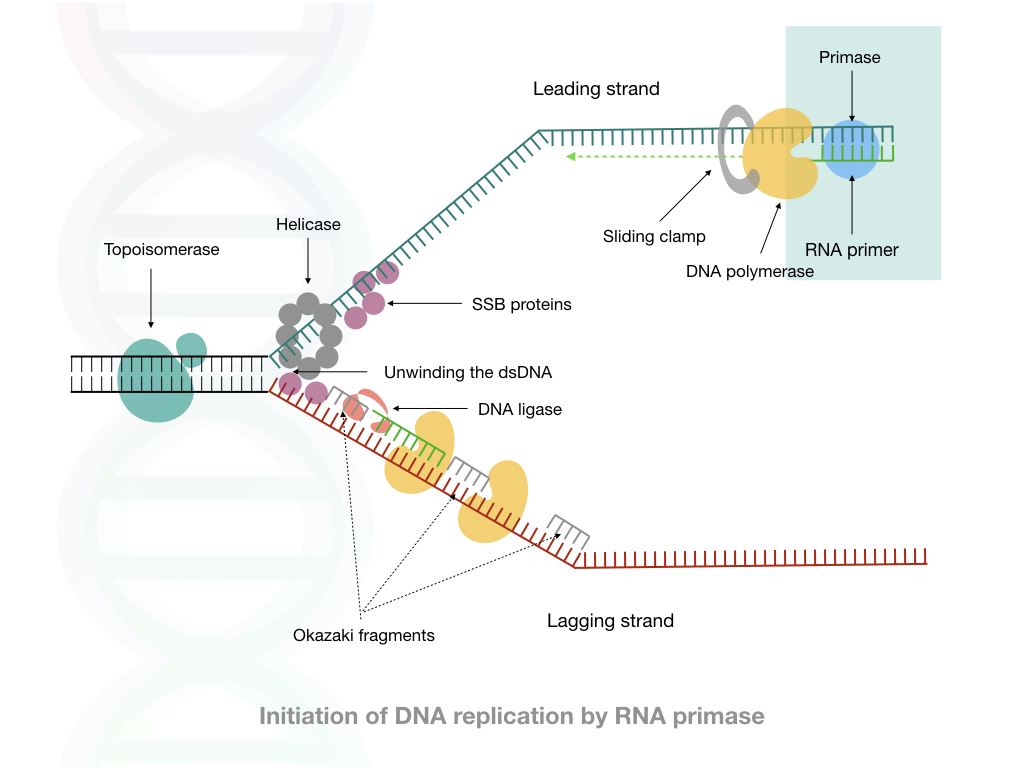 Primase
Leading strand
Helicase
Topoisomerase
Sliding clamp
RNA primer
DNA polymerase
SSB proteins
Unwinding the dsDNA
DNA ligase
Lagging strand
Okazaki fragments
Initiation of DNA replication by RNA primase